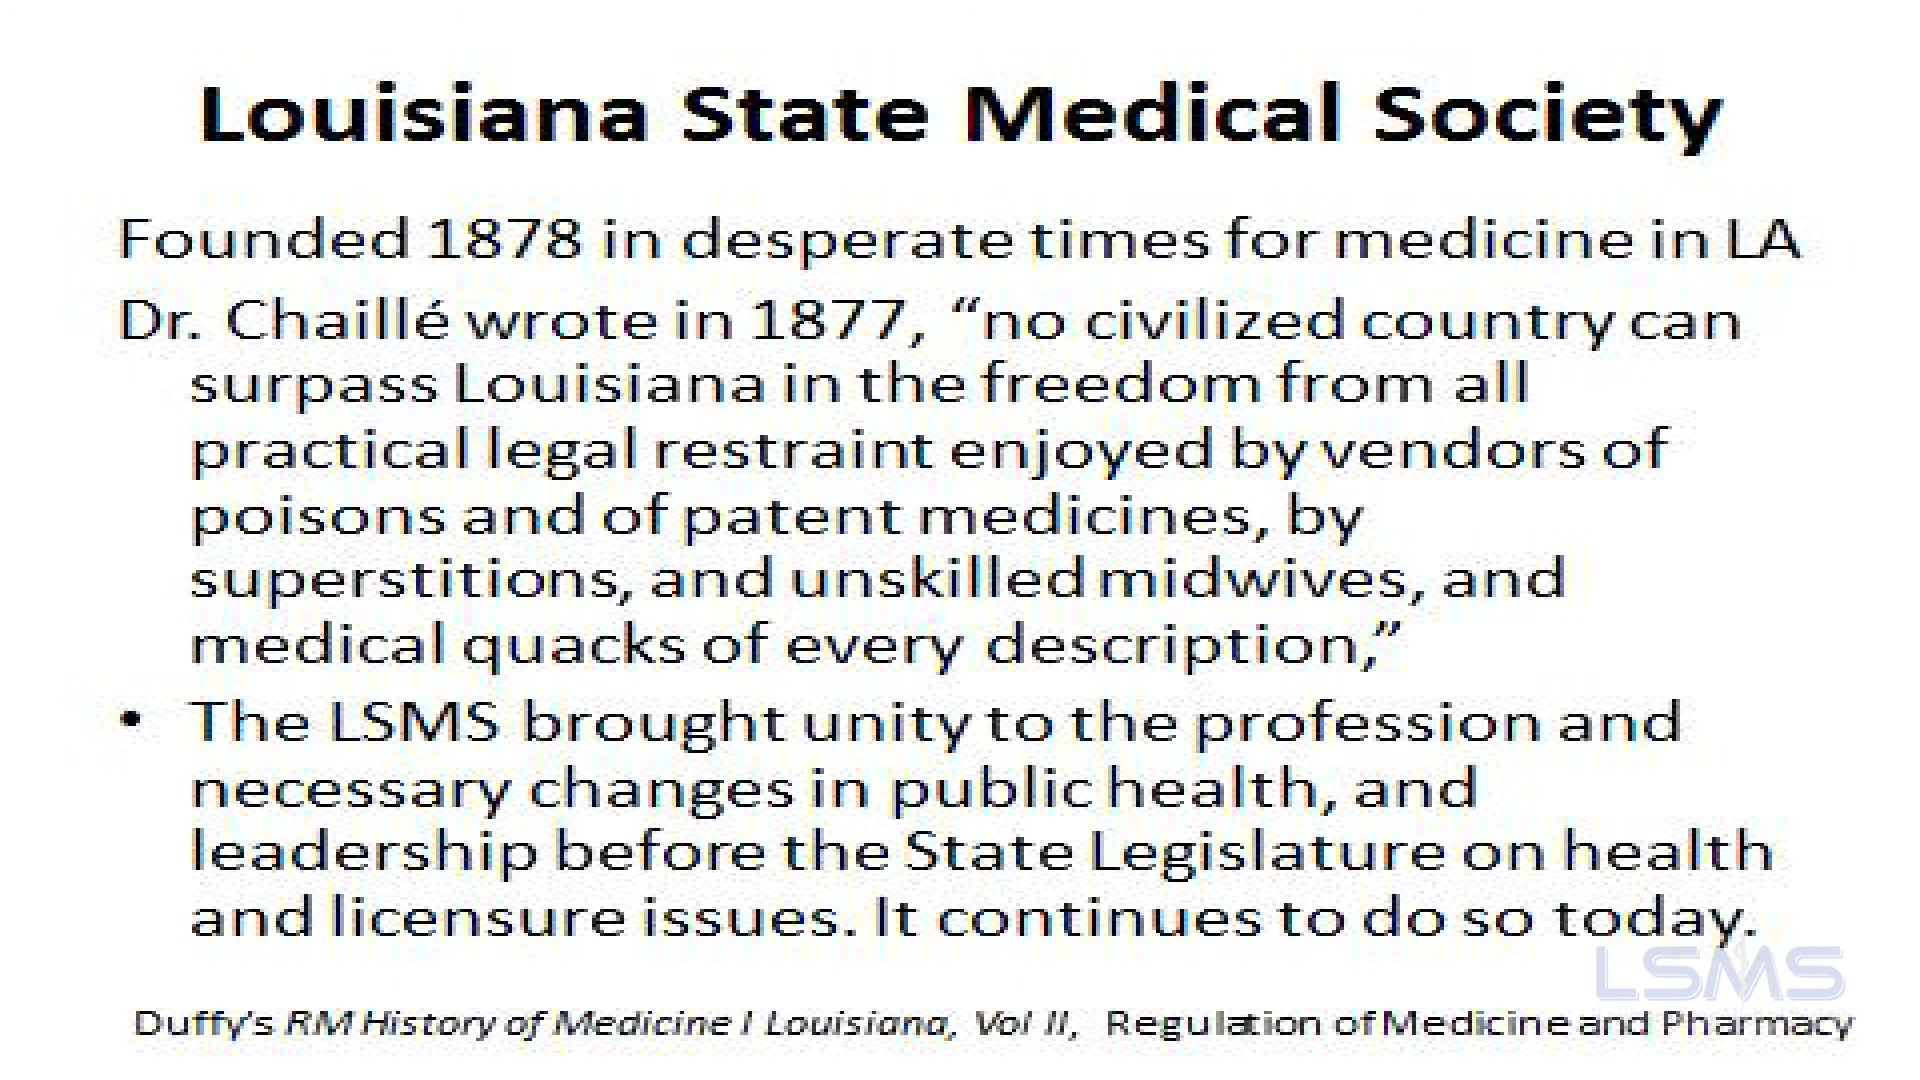 Louisiana State Medical Society
Founded 1878 in desperate times for medicine in LA
Dr. Chaillé wrote in 1877, “no civilized country can
surpass Louisiana in the freedom from all
practical legal restraint enjoyed by vendors of
poisons and of patent medicines, by
superstitions, and unskilled midwives, and
medical quacks of every description,”
• The LSMS brought unity to the profession and
necessary changes in public health, and
leadership before the State Legislature on health
and licensure issues. It continues to do so today.
LSMS
Duffy’s RM History of Medicine I Louisiana, Vol II, Regulation of Medicine and Pharmacy